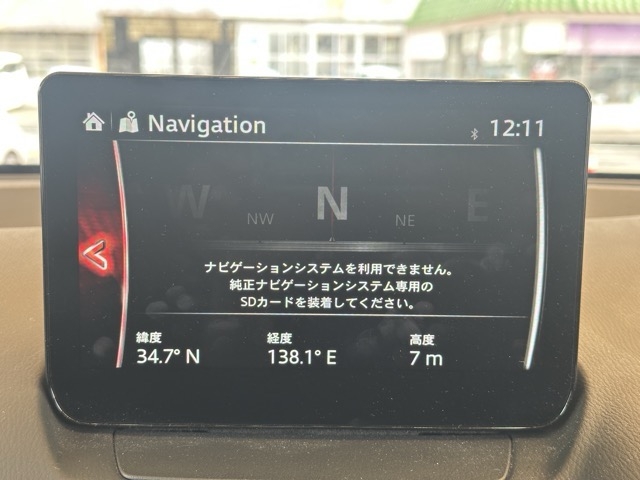 Navigation
12:11
W NW N NE E
ナビゲーションシステムを利用できません。
純正ナビゲーションシステム専用の
SDカードを装着してください。
緯度 経度 高度
34.7° N 138.1° E 7 m